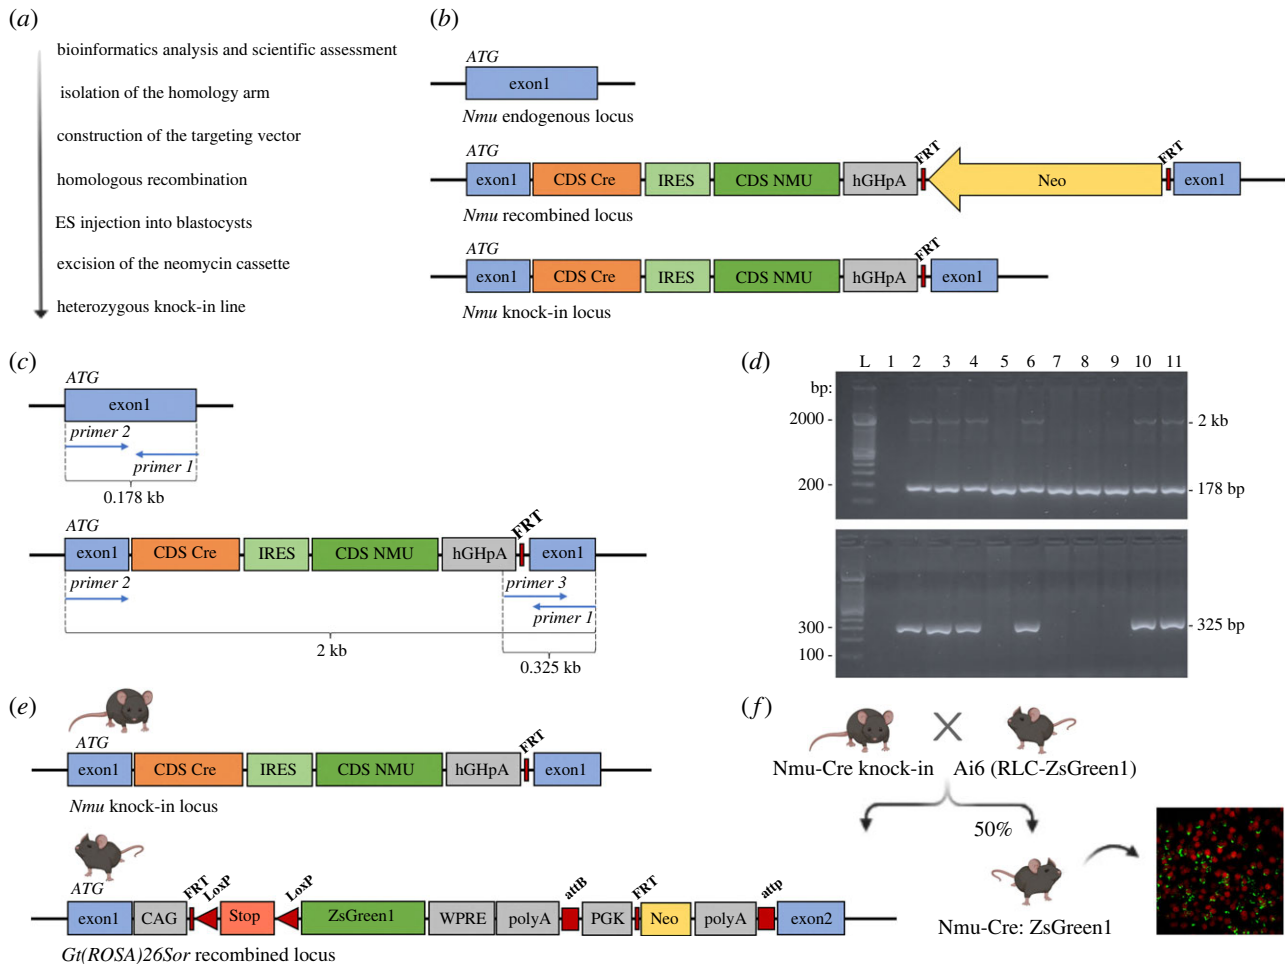 (a)
bioinformatics analysis and scientific assessment
isolation of the homology arm
construction of the targeting vector
homologous recombination
ES injection into blastocysts
excision of the neomycin cassette
heterozygous knock-in line
(b)
ATG
exon1
Nmu endogenous locus
ATG FRT FRT
exon1 CDS Cre IRES CDS NMU hGHpA Neo exon1
Nmu recombined locus
ATG FRT
exon1 CDS Cre IRES CDS NMU hGHpA exon1
Nmu knock-in locus
(c)
ATG
exon1
primer 2
primer 1
0.178 kb
ATG FRT
exon1 CDS Cre IRES CDS NMU hGHpA exon1
primer 2 primer 3
primer 1
2 kb
0.325 kb
(d)
L 1 2 3 4 5 6 7 8 9 10 11
bp:
2000 - - 2 kb
200 - - 178 bp
300 - - 325 bp
100 -
(e)
ATG FRT
exon1 CDS Cre IRES CDS NMU hGHpA exon1
Nmu knock-in locus
ATG FRT LoxP LoxP attB FRT attp
exon1 CAG Stop ZsGreen1 WPRE polyA PGK Neo polyA exon2
Gt(ROSA)26Sor recombined locus
(f)
Nmu-Cre knock-in Ai6 (RLC-ZsGreen1)
50%
Nmu-Cre: ZsGreen1